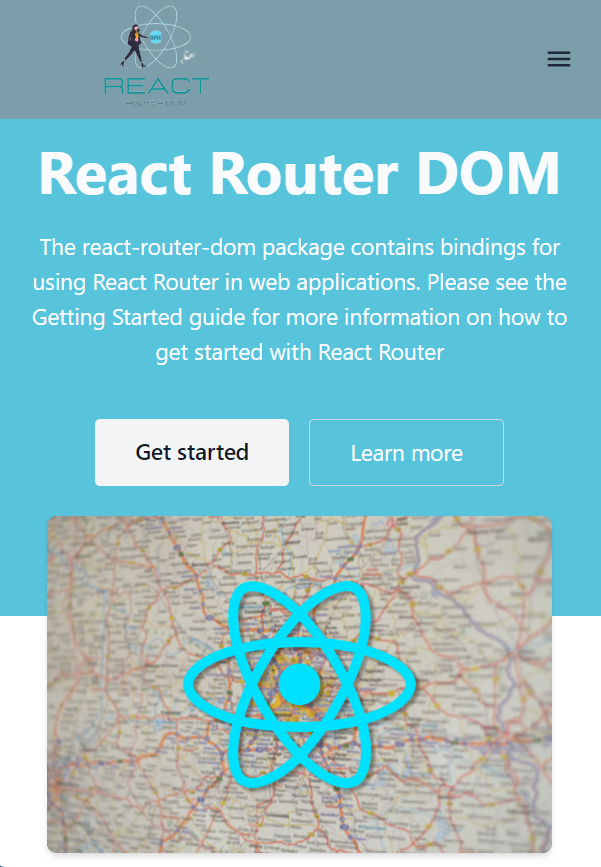 REACT
ROUTER DOM
React Router DOM
The react-router-dom package contains bindings for
using React Router in web applications. Please see the
Getting Started guide for more information on how to
get started with React Router
Get started
Learn more